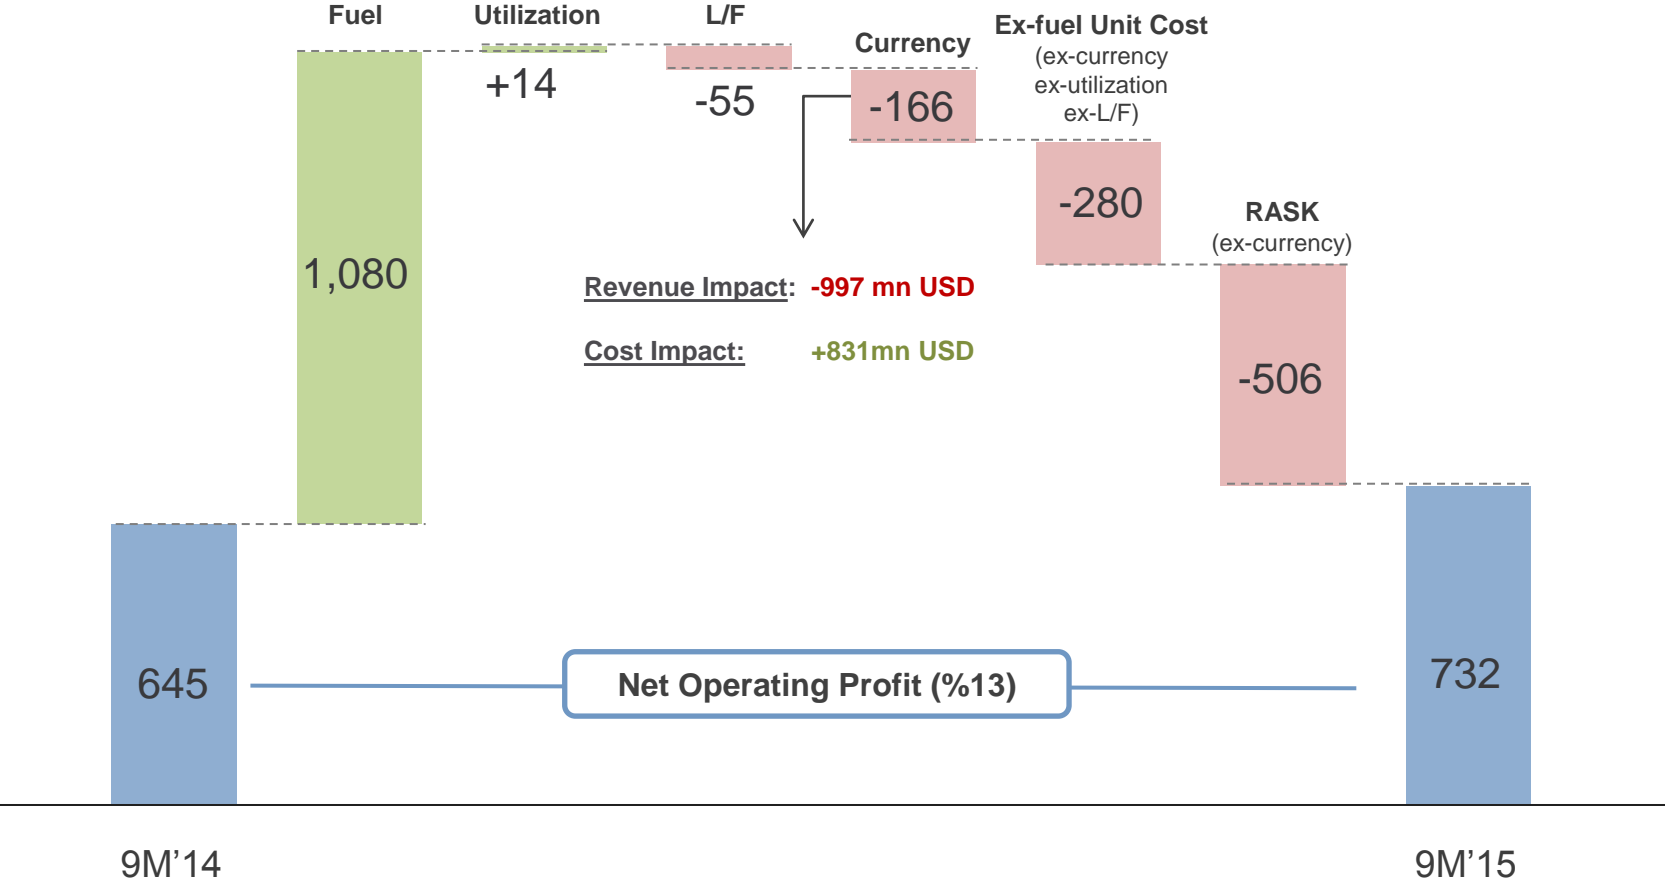 Fuel
Utilization
L/F
Currency
Ex-fuel Unit Cost
(ex-currency
ex-utilization
ex-L/F)
RASK
(ex-currency)
1,080
+14
-55
-166
-280
-506
Revenue Impact: -997 mn USD
Cost Impact: +831mn USD
645
Net Operating Profit (%13)
732
9M’14
9M’15